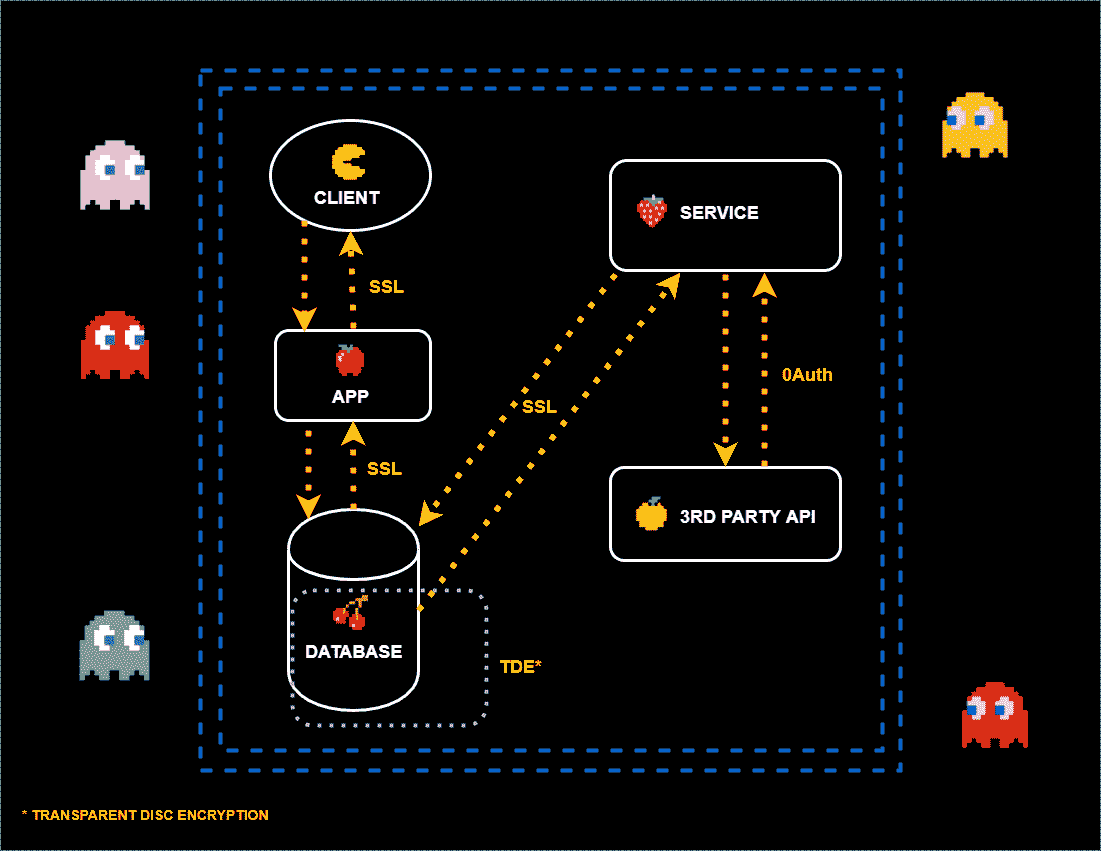 CLIENT
SERVICE
SSL
0Auth
APP
SSL
SSL
3RD PARTY API
DATABASE
TDE*
* TRANSPARENT DISC ENCRYPTION